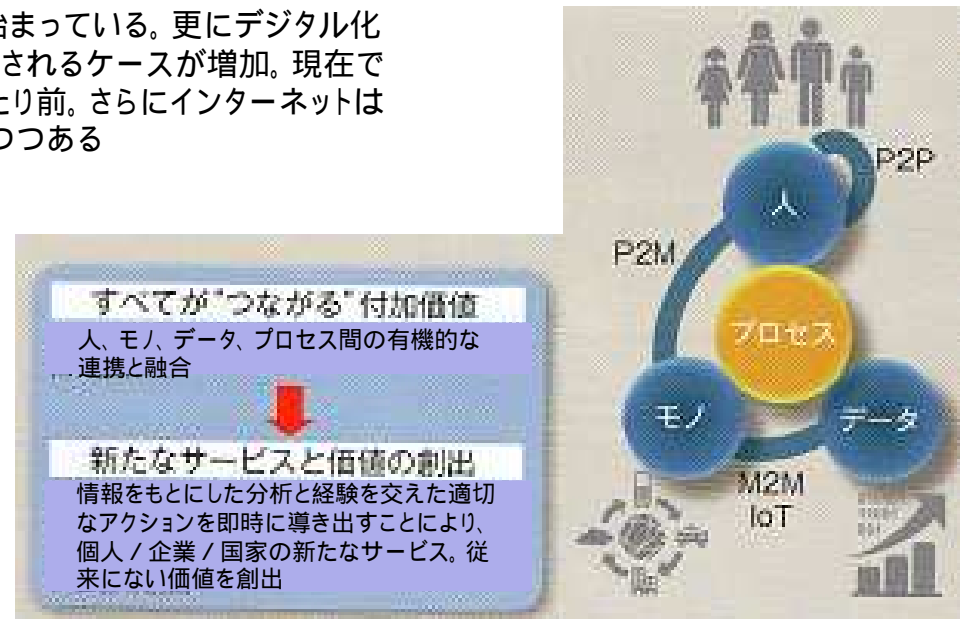 始まっている。更にデジタル化
されるケースが増加。現在で
たり前。さらにインターネットは
つつある
P2P
人
P2M
すべてが"つながる"付加価値
人、モノ、データ、プロセス間の有機的な
連携と融合
プロセス
モノ
データ
新たなサービスと価値の創出
情報をもとにした分析と経験を交えた適切
なアクションを即時に導き出すことにより、
個人/企業/国家の新たなサービス。従
来にない価値を創出
M2M
IoT